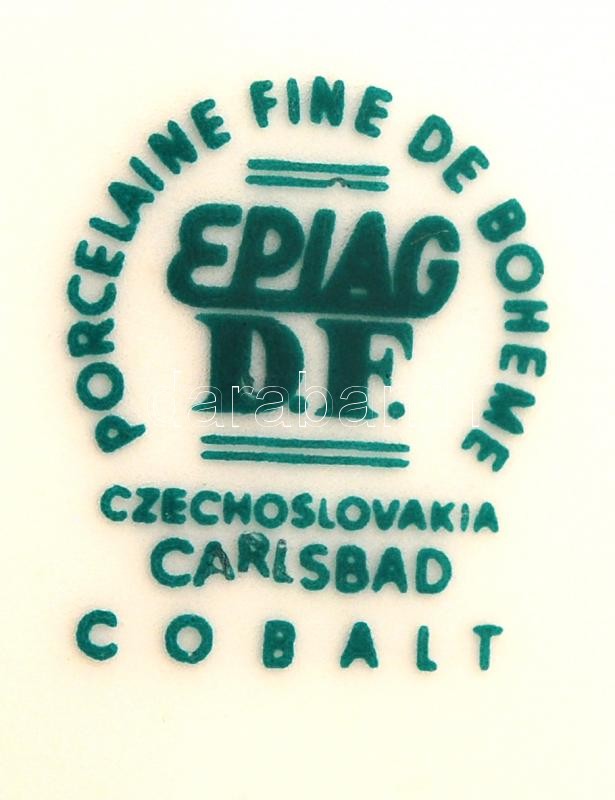 PORCELAINE FINE DE BOHEME
EPIAG
D.F.
CZECHOSLOVAKIA
CARLSBAD
COBALT